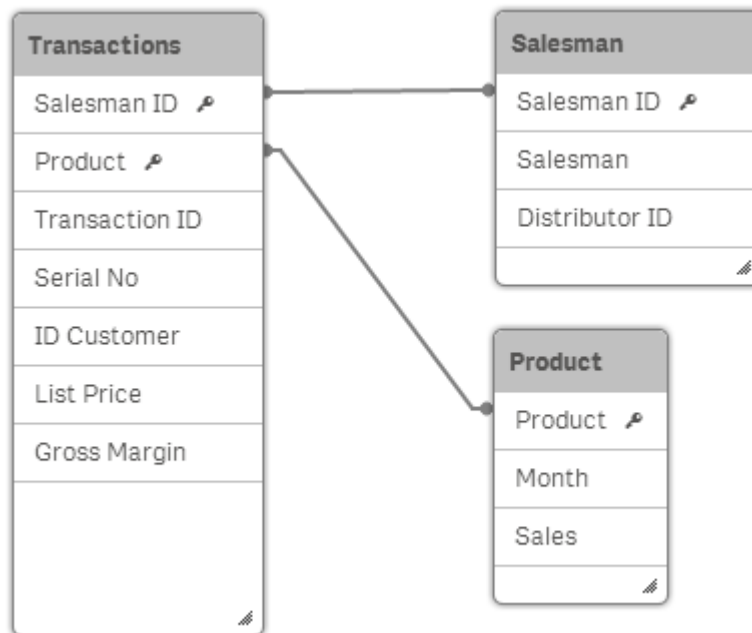 Transactions
Salesman ID
Product
Transaction ID
Serial No
ID Customer
List Price
Gross Margin
Salesman
Salesman ID
Salesman
Distributor ID
Product
Product
Month
Sales